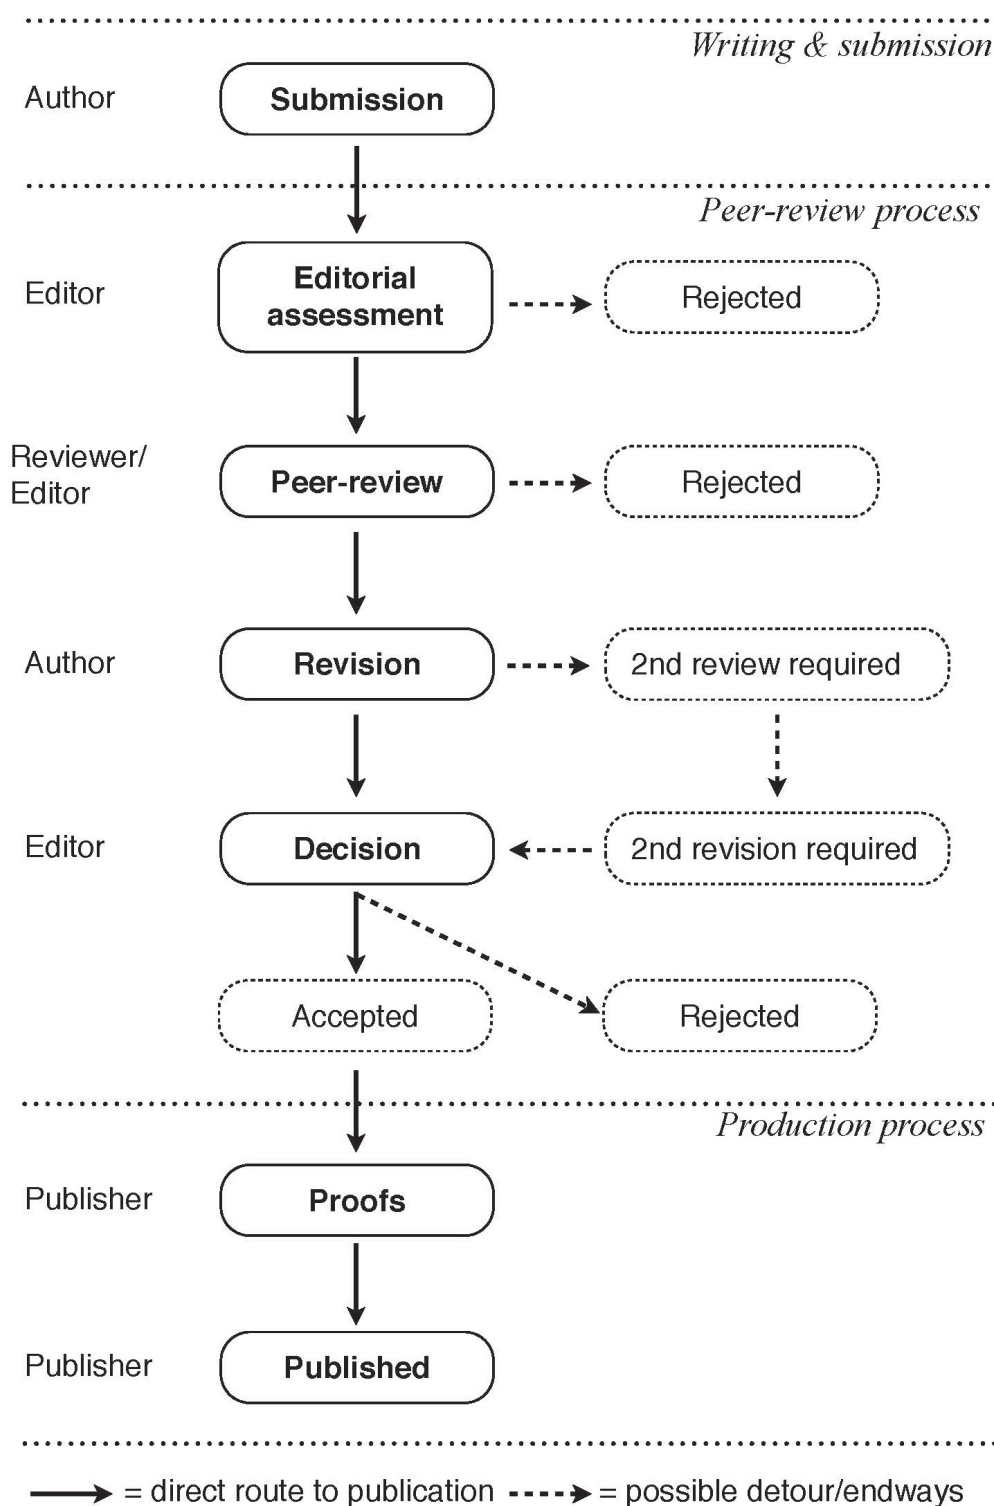 Writing & submission
Author
Submission
Peer-review process
Editor
Editorial
assessment
Rejected
Reviewer/
Editor
Peer-review
Rejected
Author
Revision
2nd review required
Editor
Decision
2nd revision required
Accepted
Rejected
Production process
Publisher
Proofs
Publisher
Published
= direct route to publication
= possible detour/endways